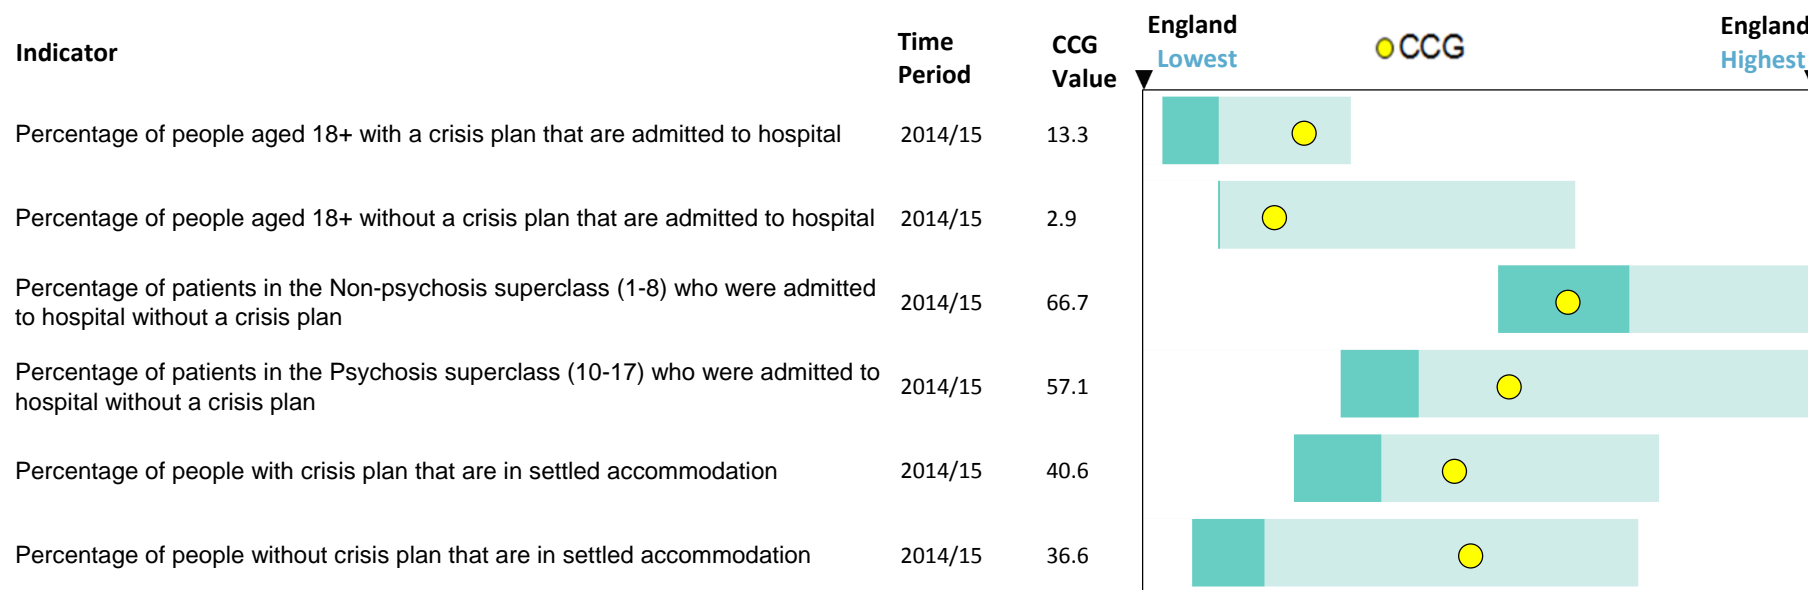 Indicator
Time
Period
CCG
Value
England
Lowest
CCG
England
Highest
Percentage of people aged 18+ with a crisis plan that are admitted to hospital 2014/15 13.3
Percentage of people aged 18+ without a crisis plan that are admitted to hospital 2014/15 2.9
Percentage of patients in the Non-psychosis superclass (1-8) who were admitted
to hospital without a crisis plan
2014/15 66.7
Percentage of patients in the Psychosis superclass (10-17) who were admitted to
hospital without a crisis plan
2014/15 57.1
Percentage of people with crisis plan that are in settled accommodation 2014/15 40.6
Percentage of people without crisis plan that are in settled accommodation 2014/15 36.6